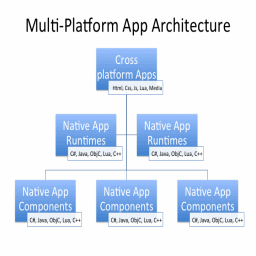 Multi-Platform App Architecture
Cross
platform Apps
Html, Css, Js, Lua, Media
Native App
Runtimes
C#, Java, ObjC, Lua, C++
Native App
Runtimes
C#, Java, ObjC, Lua, C++
Native App
Components
C#, Java, ObjC, Lua, C++
Native App
Components
C#, Java, ObjC, Lua, C++
Native App
Components
C#, Java, ObjC, Lua, C++